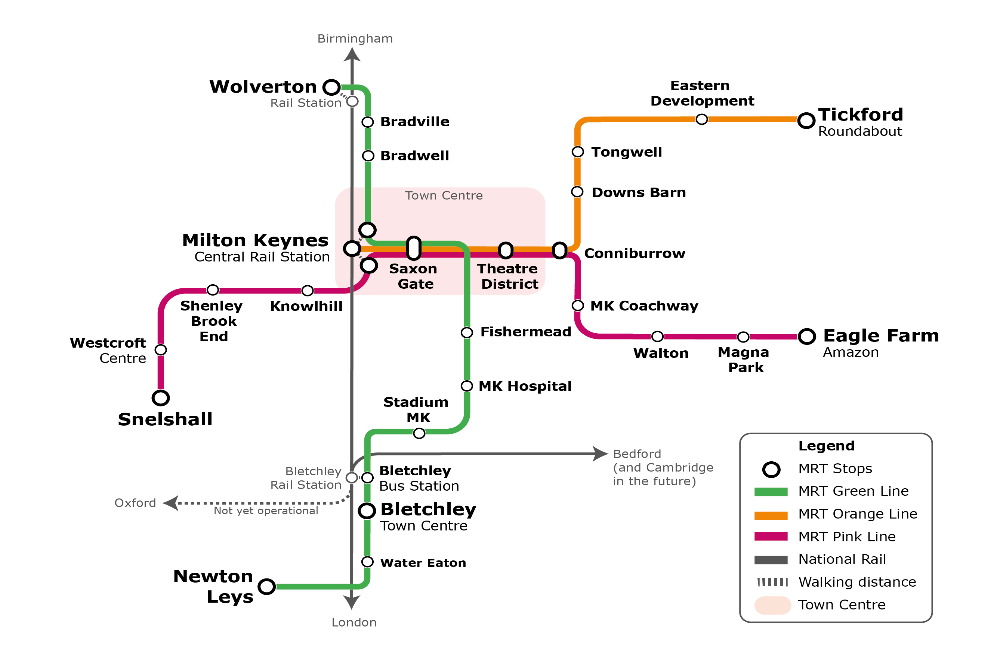 Birmingham
Wolverton
Rail Station
Eastern
Development
Tickford
Roundabout
Bradville
Bradwell
Tongwell
Downs Barn
Town Centre
Milton Keynes
Central Rail Station
Saxon
Gate
Theatre
District
Conniburrow
Shenley
Brook
End
Knowlhill
MK Coachway
Westcroft
Centre
Fishermead
Walton
Magna
Park
Eagle Farm
Amazon
Snelshall
MK Hospital
Stadium
MK
Bletchley
Rail Station
Bletchley
Bus Station
Bedford
(and Cambridge
in the future)
Oxford
Not yet operational
Bletchley
Town Centre
Water Eaton
Newton
Leys
London
Legend
MRT Stops
MRT Green Line
MRT Orange Line
MRT Pink Line
National Rail
Walking distance
Town Centre